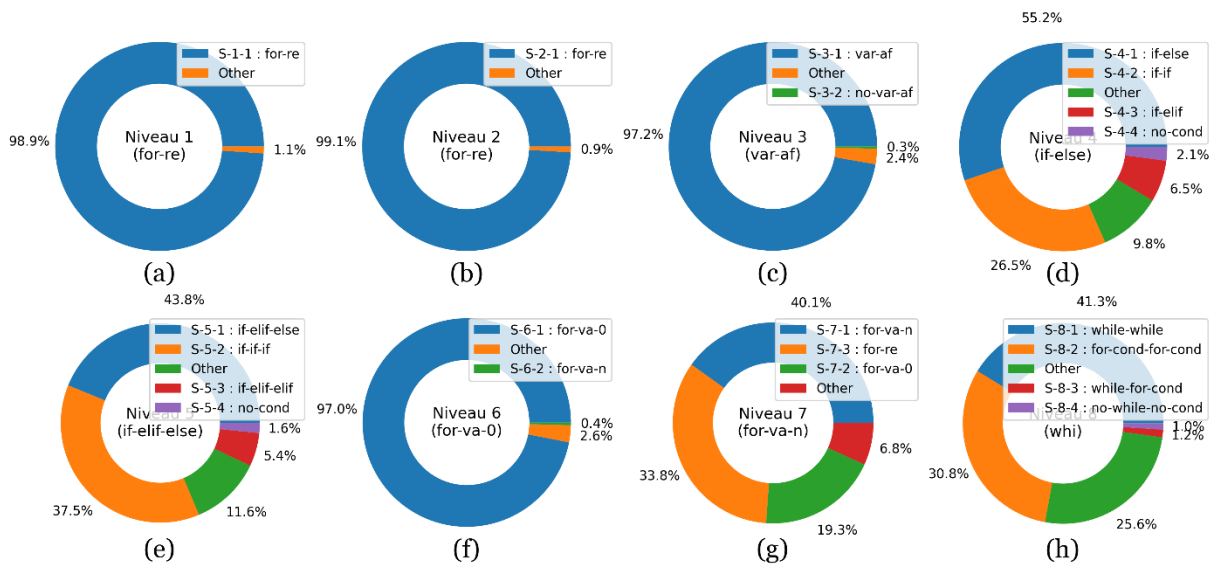 55.2%
S-1-1 : for-re
Other
98.9%
Niveau 1
(for-re)
1.1%
(a)
S-2-1 : for-re
Other
99.1%
Niveau 2
(for-re)
0.9%
(b)
S-3-1 : var-af
Other
S-3-2 : no-var-af
97.2%
Niveau 3
(var-af)
0.3%
2.4%
(c)
S-4-1 : if-else
S-4-2 : if-if
Other
S-4-3 : if-elif
S-4-4 : no-cond
Niveau 4
(if-else)
2.1%
6.5%
9.8%
26.5%
(d)
43.8%
S-5-1 : if-elif-else
S-5-2 : if-if-if
Other
S-5-3 : if-elif-elif
S-5-4 : no-cond
Niveau 5
(if-elif-else)
1.6%
5.4%
11.6%
37.5%
(e)
S-6-1 : for-va-0
Other
S-6-2 : for-va-n
97.0%
Niveau 6
(for-va-0)
0.4%
2.6%
(f)
40.1%
S-7-1 : for-va-n
S-7-3 : for-re
S-7-2 : for-va-0
Other
Niveau 7
(for-va-n)
6.8%
33.8%
19.3%
(g)
41.3%
S-8-1 : while-while
S-8-2 : for-cond-for-cond
Other
S-8-3 : while-for-cond
S-8-4 : no-while-no-cond
Niveau 8
(whi)
1.0%
1.2%
30.8%
25.6%
(h)